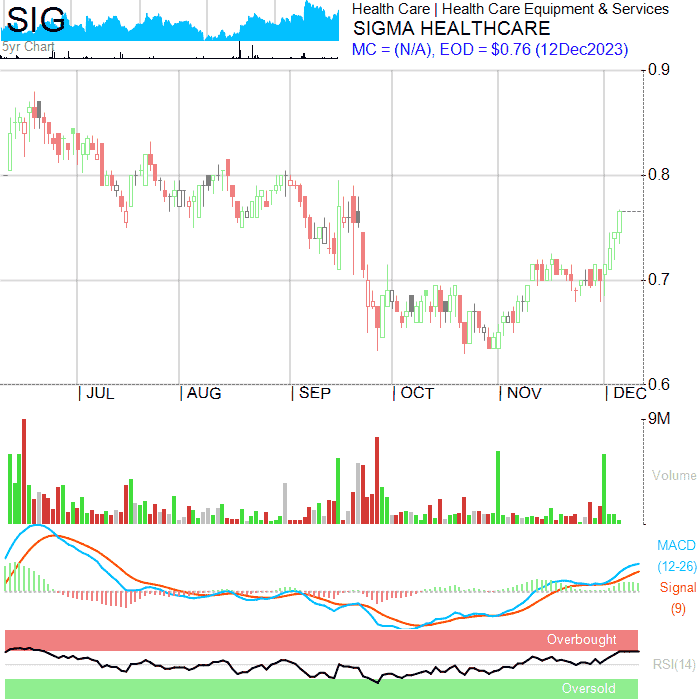 SIG
5yr Chart
Health Care | Health Care Equipment & Services
SIGMA HEALTHCARE
MC = (N/A), EOD = $0.76 (12Dec2023)
0.9
0.8
0.7
0.6
JUL AUG SEP OCT NOV DEC
9M
Volume
MACD
(12-26)
Signal
(9)
Overbought
RSI(14)
Oversold